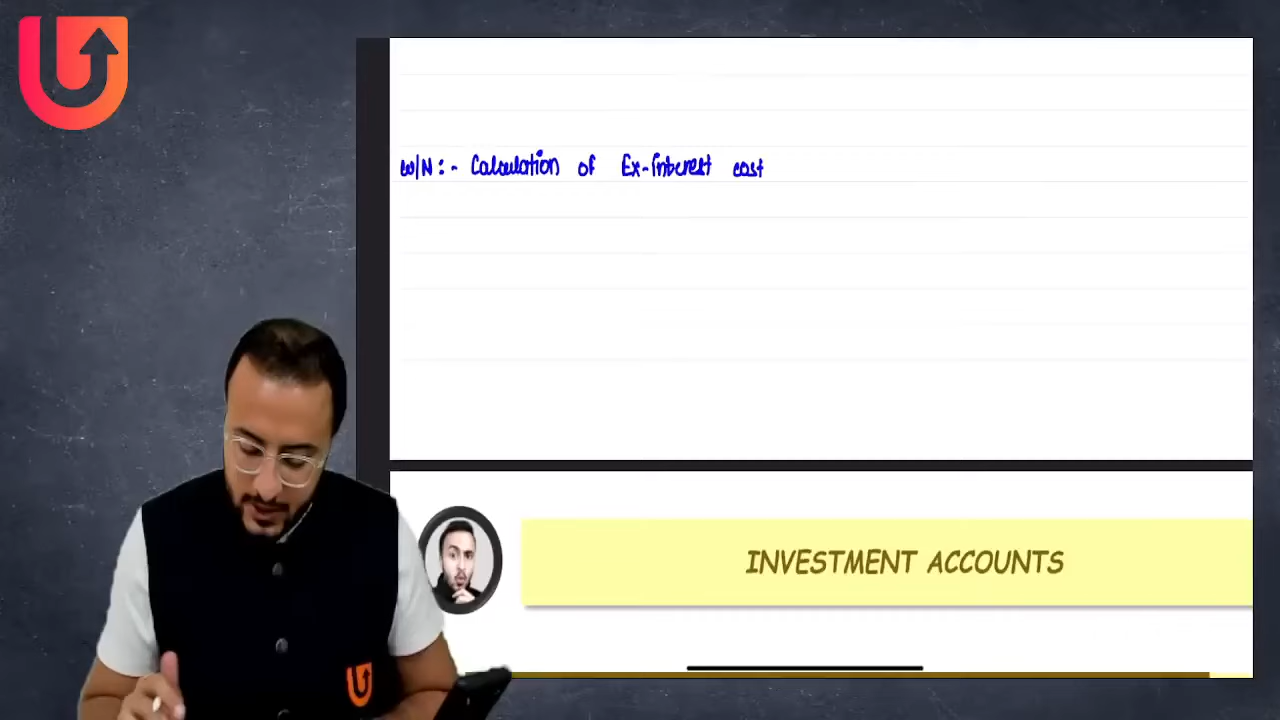 W/N:- Calculation of Ex-interest cost
INVESTMENT ACCOUNTS